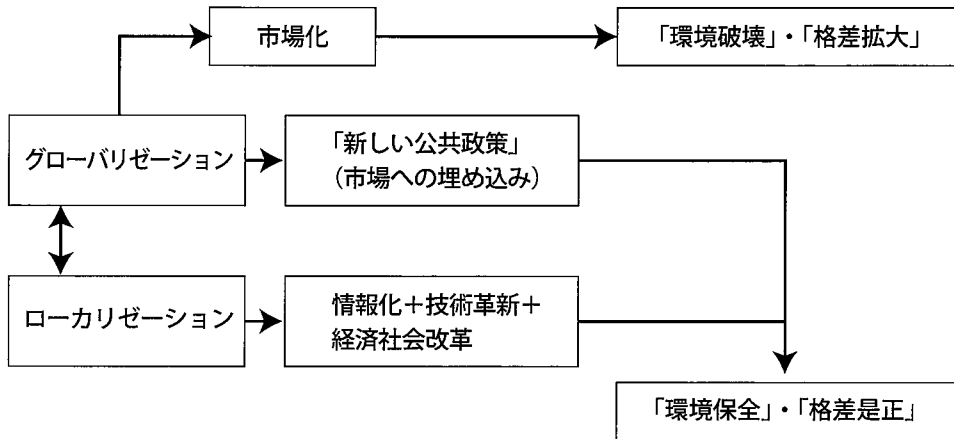 市場化
「環境破壊」・「格差拡大」
グローバリゼーション
「新しい公共政策」
（市場への埋め込み）
ローカリゼーション
情報化＋技術革新＋
経済社会改革
「環境保全」・「格差是正」